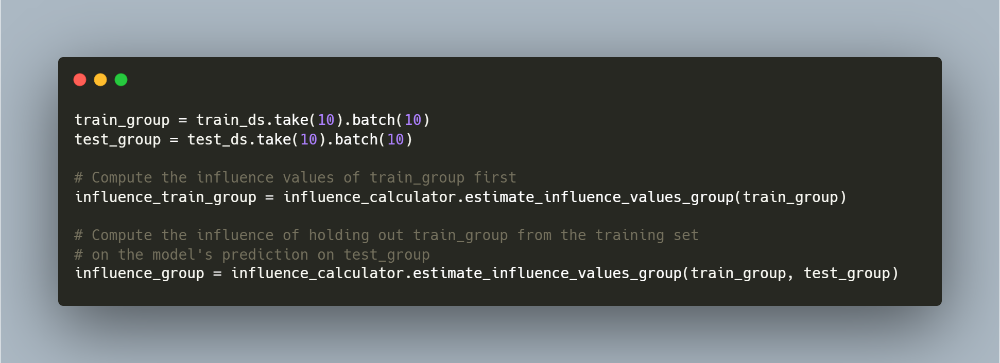 train_group = train_ds.take(10).batch(10)
test_group = test_ds.take(10).batch(10)
# Compute the influence values of train_group first
influence_train_group = influence_calculator.estimate_influence_values_group(train_group)
# Compute the influence of holding out train_group from the training set
# on the model's prediction on test_group
influence_group = influence_calculator.estimate_influence_values_group(train_group, test_group)